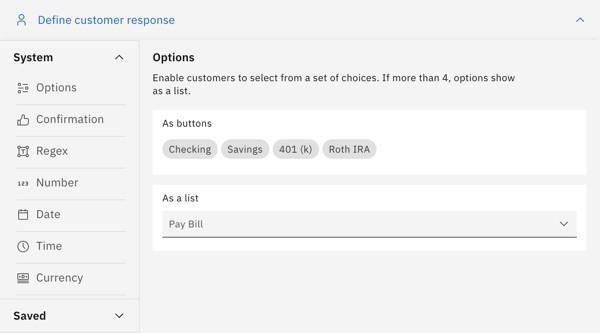 Define customer response
System
Options
Confirmation
Regex
123 Number
Date
Time
Currency
Saved
Options
Enable customers to select from a set of choices. If more than 4, options show
as a list.
As buttons
Checking Savings 401 (k) Roth IRA
As a list
Pay Bill